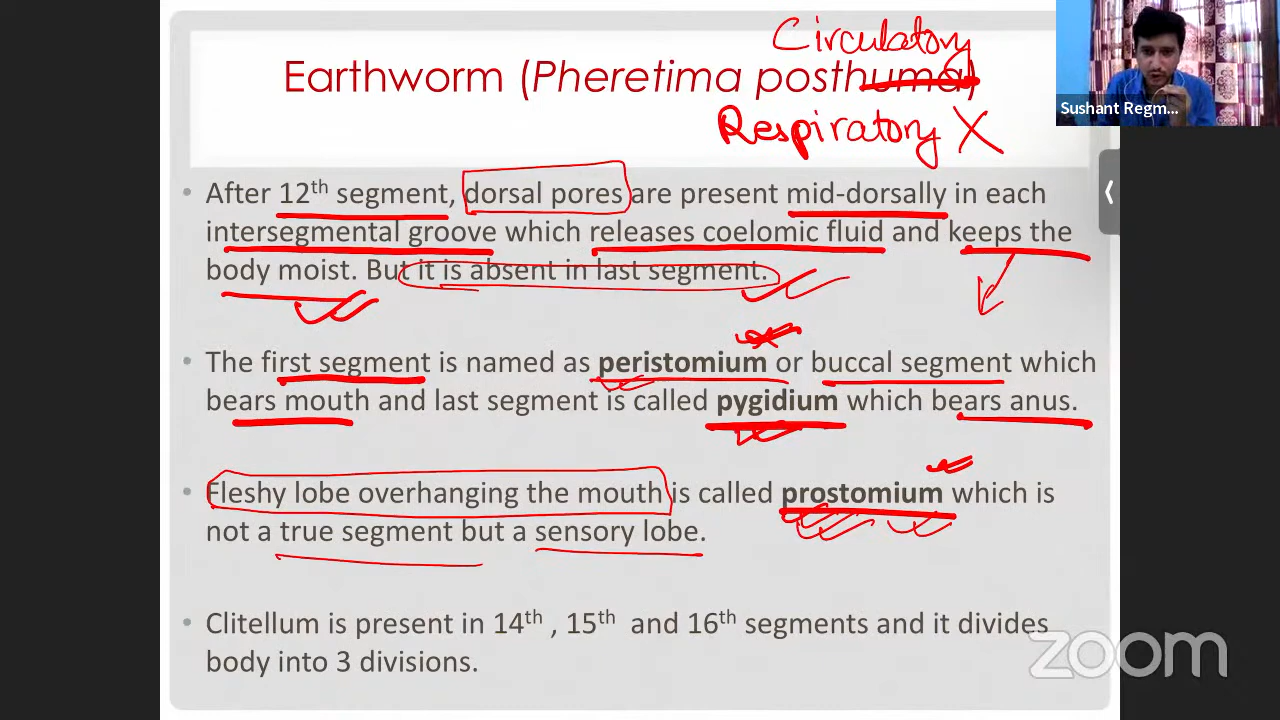 Circulatory
Earthworm (Pheretima posthuma)
Respiratory X
Sushant Regm...
• After 12th segment, dorsal pores are present mid-dorsally in each
intersegmental groove which releases coelomic fluid and keeps the
body moist. But it is absent in last segment.
• The first segment is named as peristomium or buccal segment which
bears mouth and last segment is called pygidium which bears anus.
• Fleshy lobe overhanging the mouth is called prostomium which is
not a true segment but a sensory lobe.
• Clitellum is present in 14th , 15th and 16th segments and it divides
body into 3 divisions.
zoom